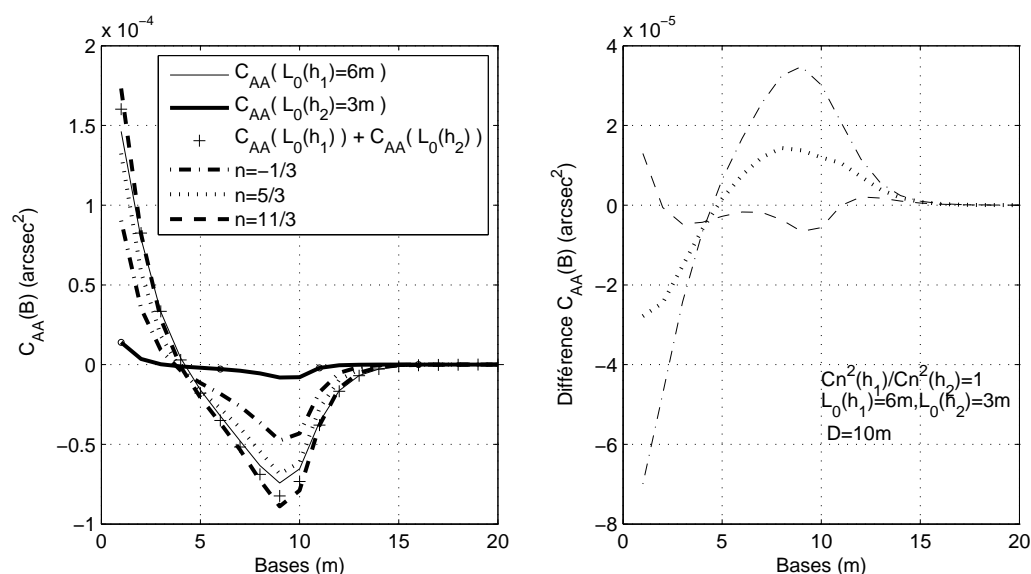 x 10⁻⁴
2
1.5
1
0.5
0
−0.5
−1
0 5 10 15 20
Bases (m)
C_AA(B) (arcsec²)
C_AA( L_0(h_1)=6m )
C_AA(L_0(h_2)=3m )
C_AA(L_0(h_1) ) + C_AA(L_0(h_2) )
n=−1/3
n=5/3
n=11/3
x 10⁻⁵
4
2
0
−2
−4
−6
−8
0 5 10 15 20
Bases (m)
Différence C_AA(B) (arcsec²)
Cn²(h_1)/Cn²(h_2)=1
L_0(h_1)=6m,L_0(h_2)=3m
D=10m